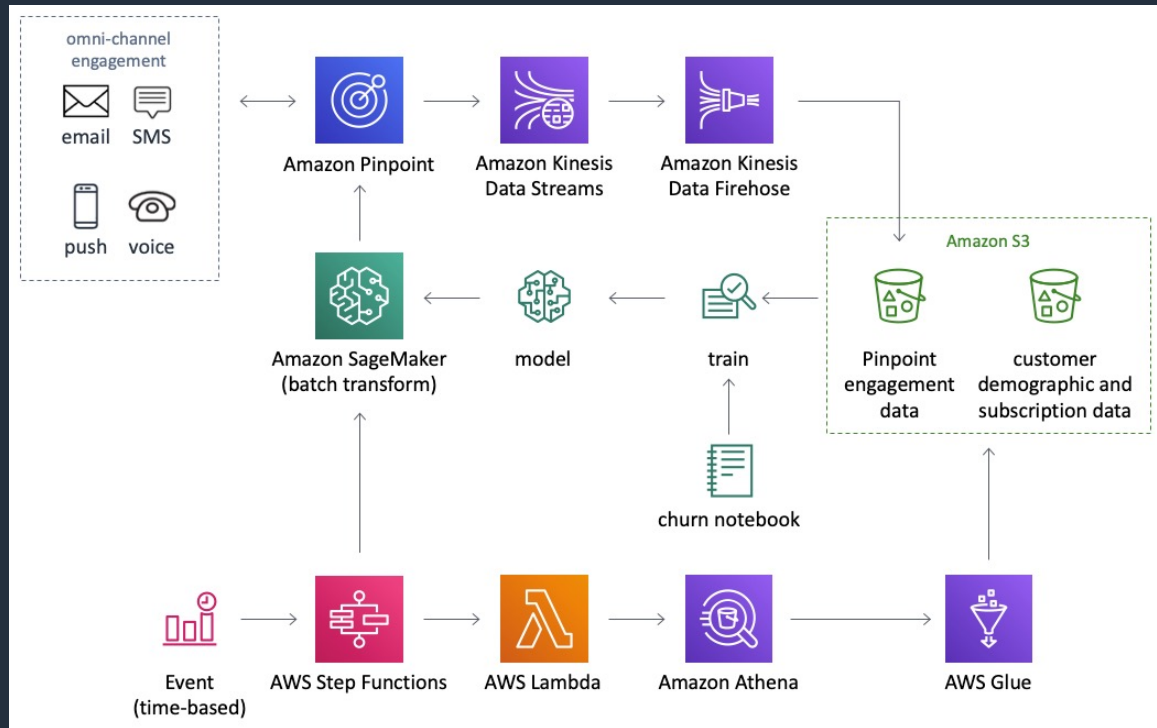 omni-channel
engagement
email
SMS
push
voice
Amazon Pinpoint
Amazon Kinesis
Data Streams
Amazon Kinesis
Data Firehose
Amazon S3
Amazon SageMaker
(batch transform)
model
train
Pinpoint
engagement
data
customer
demographic and
subscription data
churn notebook
Event
(time-based)
AWS Step Functions
AWS Lambda
Amazon Athena
AWS Glue